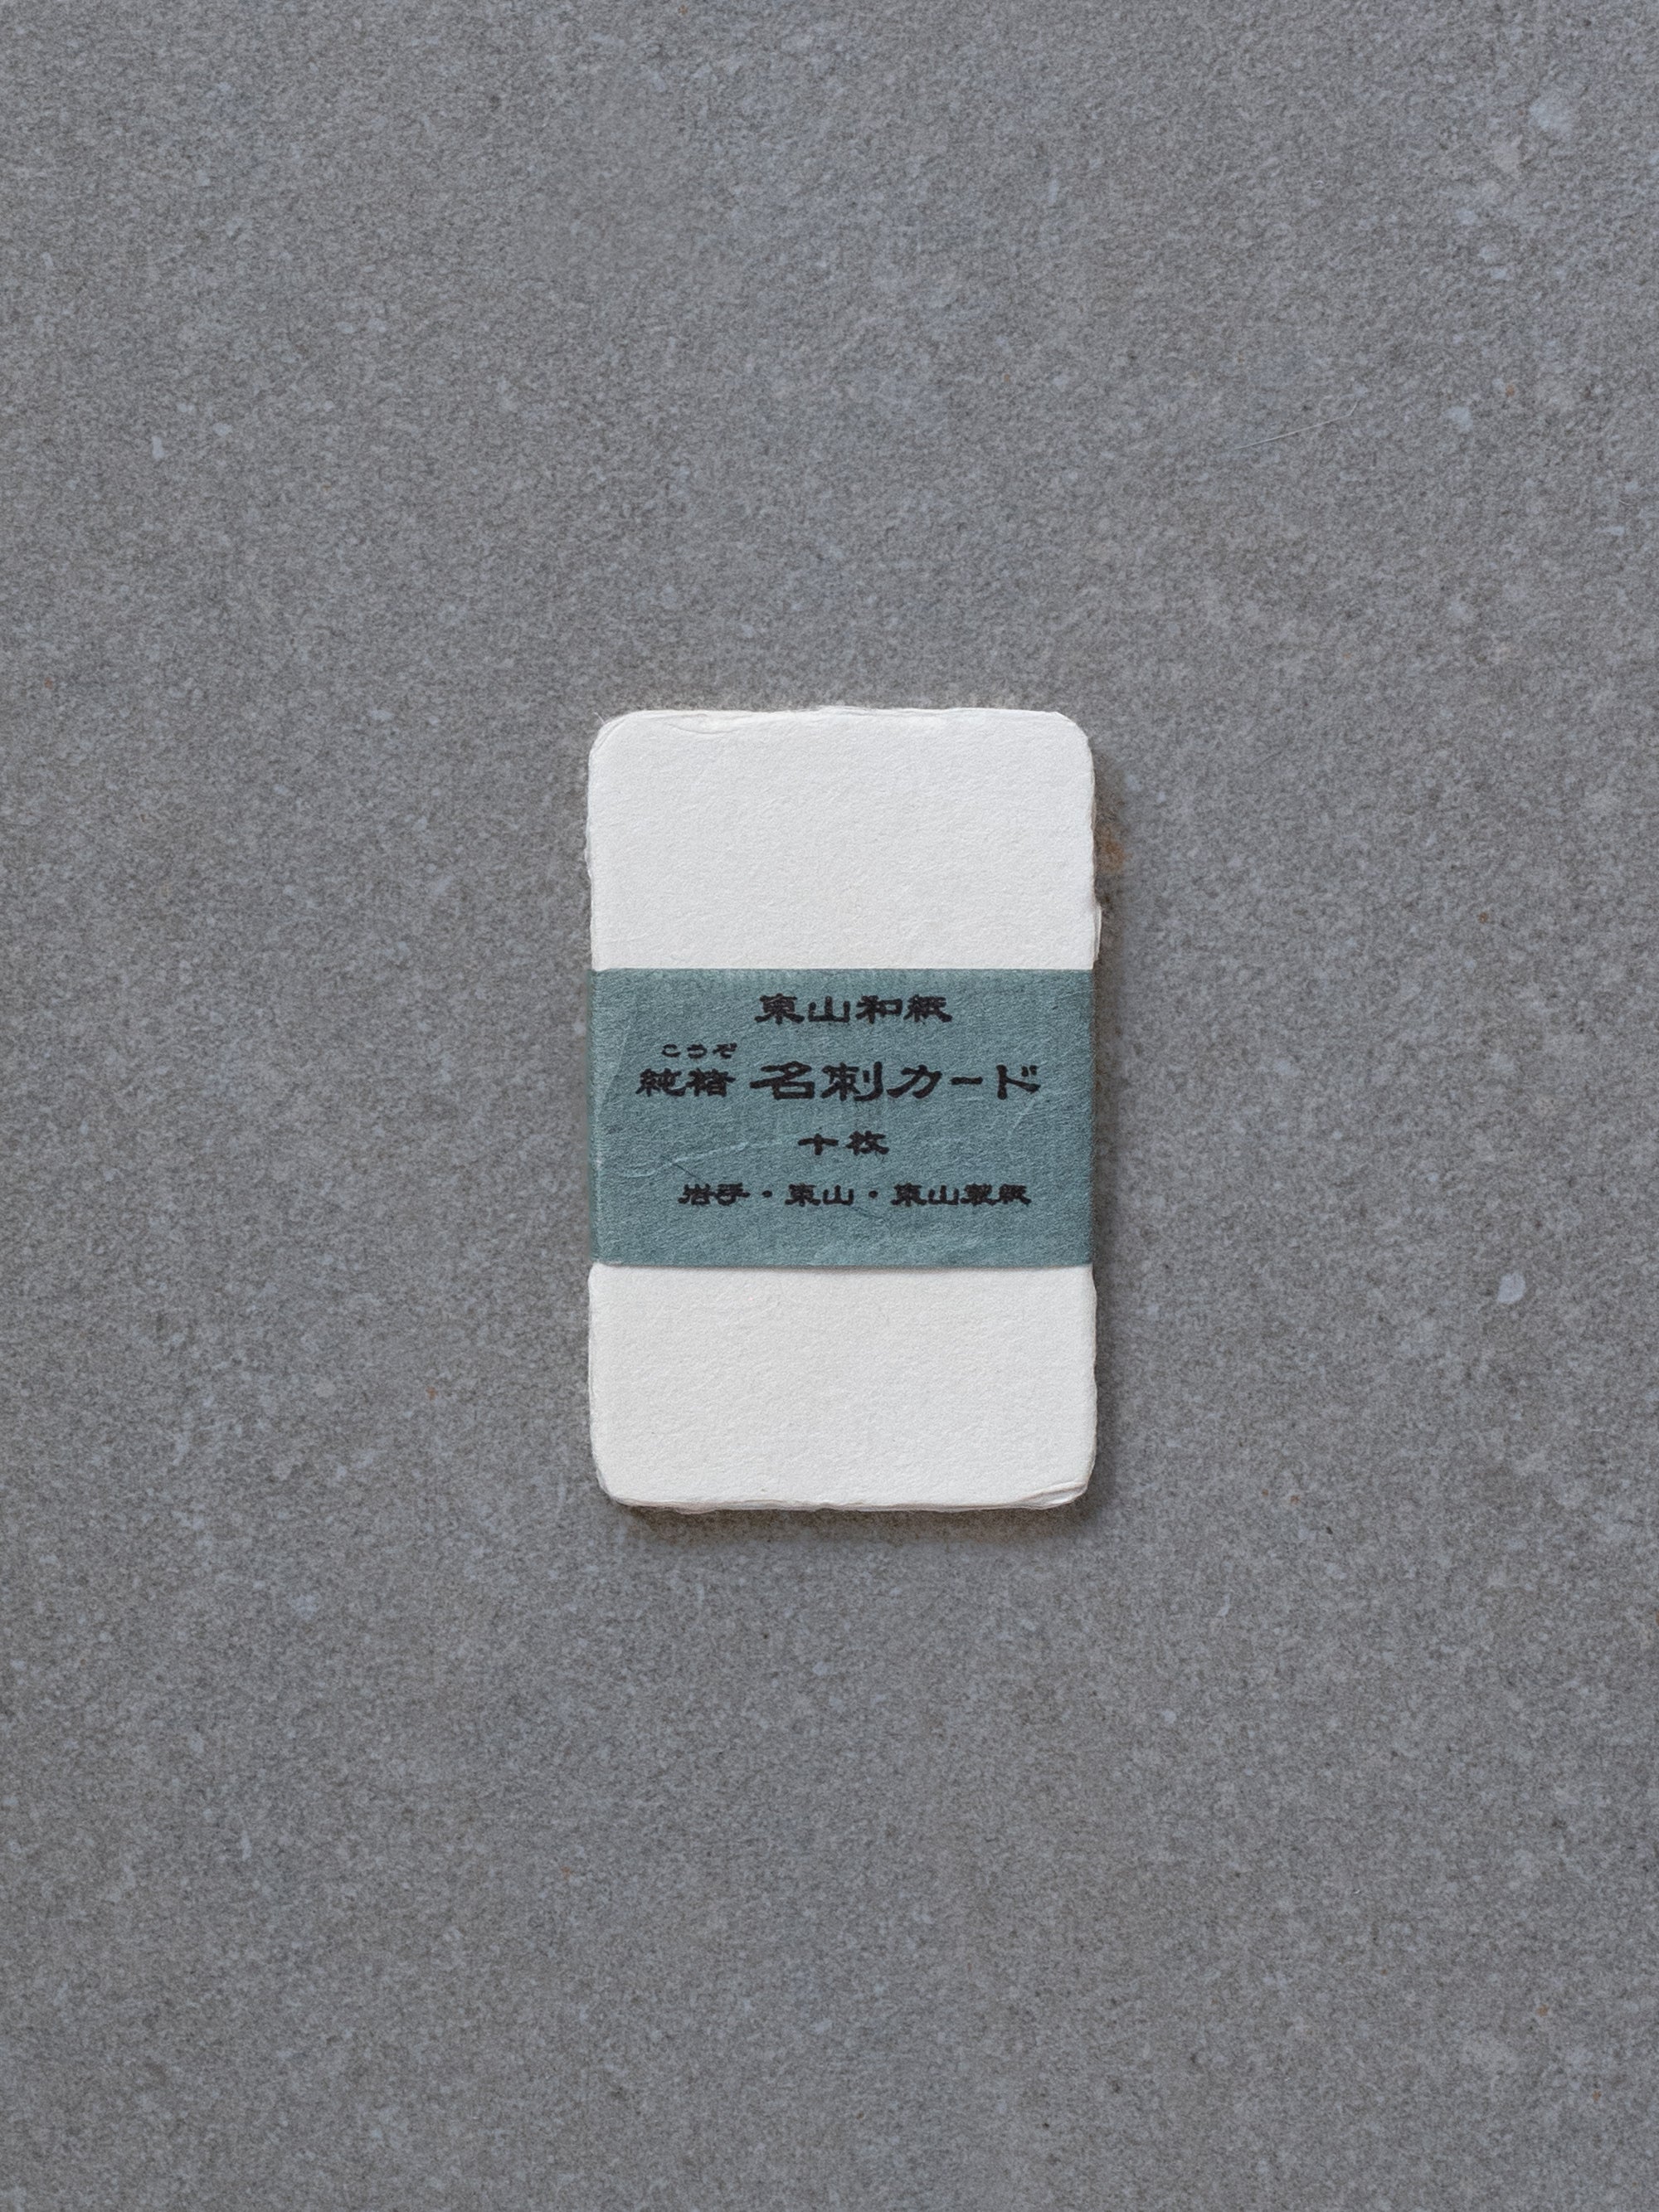 東山和紙
こうぞ
純楮 名刺カード
十枚
岩手・東山・東山製紙